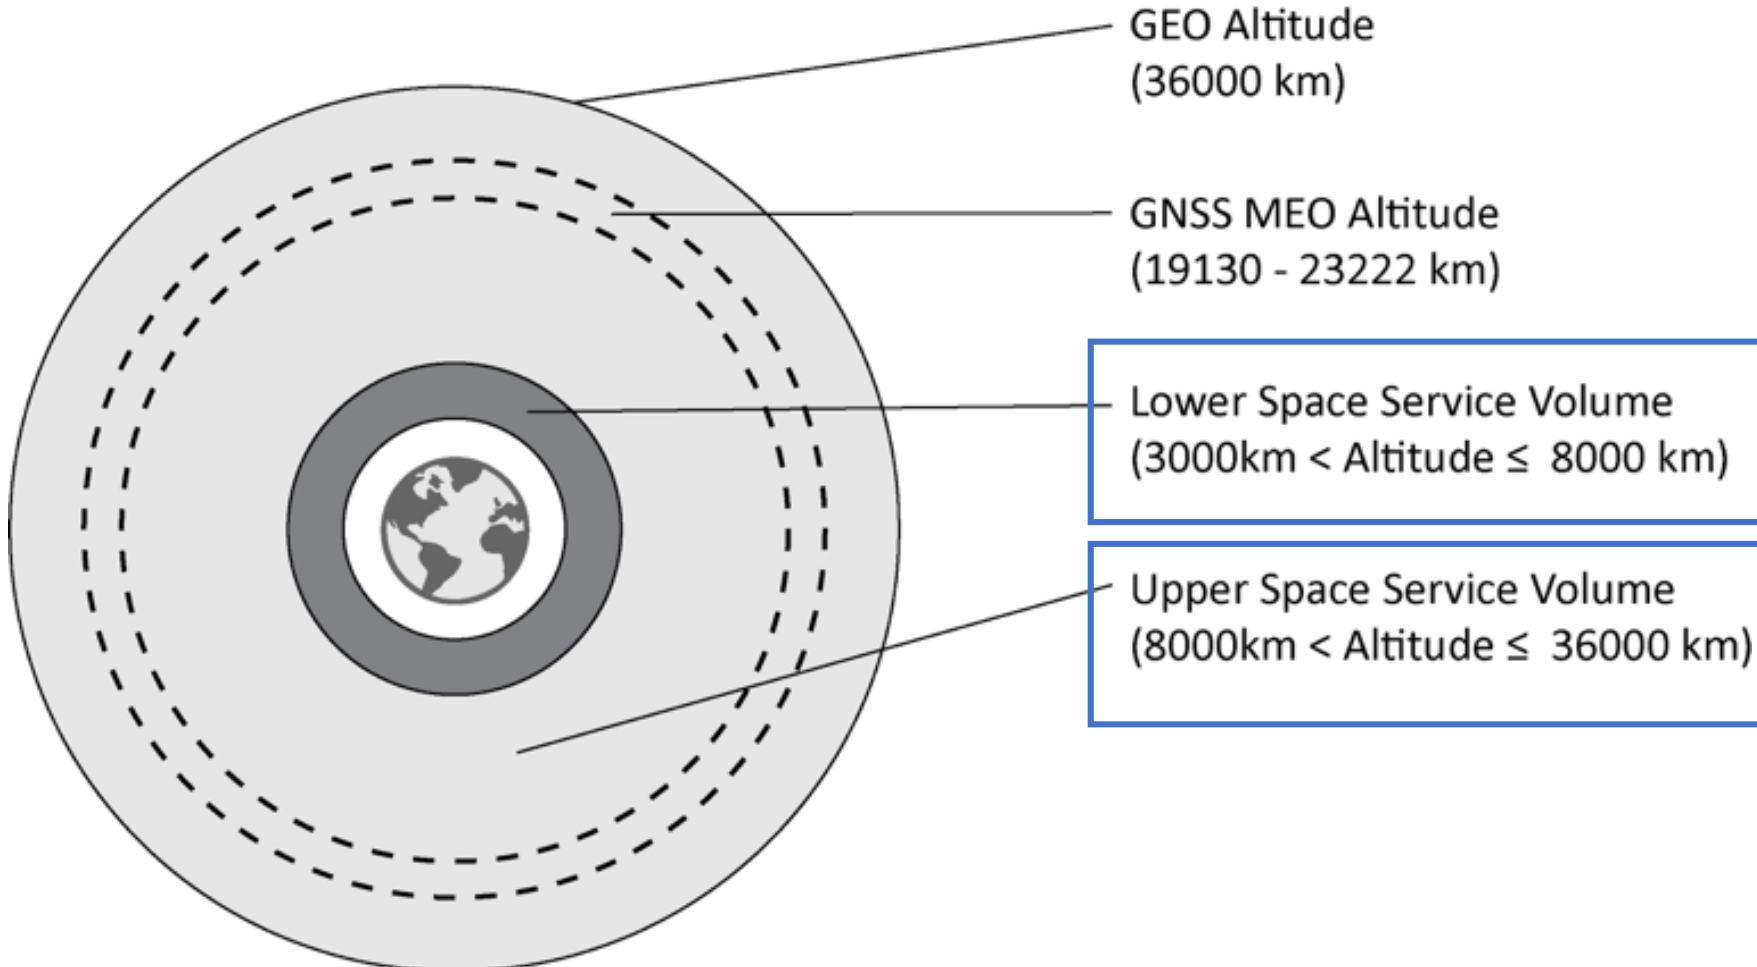 GEO Altitude
(36000 km)
GNSS MEO Altitude
(19130 - 23222 km)
Lower Space Service Volume
(3000km < Altitude ≤ 8000 km)
Upper Space Service Volume
(8000km < Altitude ≤ 36000 km)